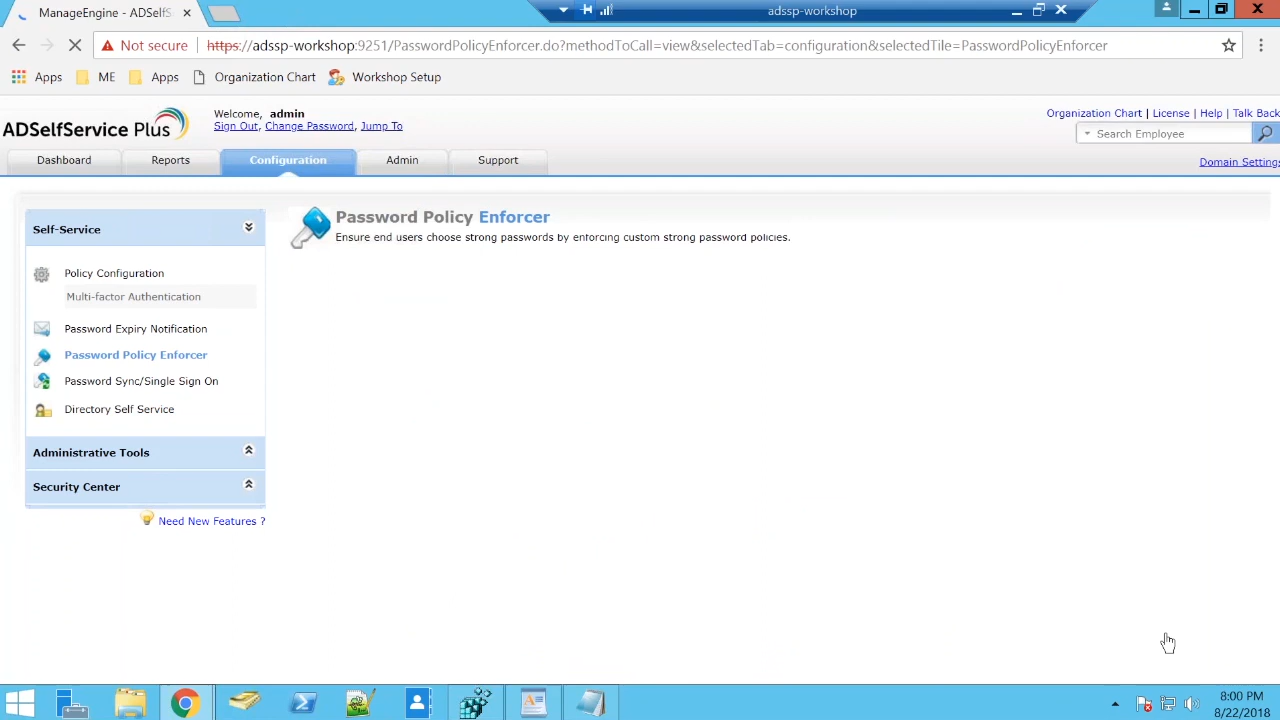 ManageEngine - ADSelfS
adssp-workshop
Not secure https://adssp-workshop:9251/PasswordPolicyEnforcer.do?methodToCall=view&selectedTab=configuration&selectedTile=PasswordPolicyEnforcer
Apps ME Apps Organization Chart Workshop Setup
ADSelfService Plus
Welcome, admin
Sign Out, Change Password, Jump To
Organization Chart | License | Help | Talk Back
Search Employee
Dashboard Reports Configuration Admin Support
Domain Settings
Self-Service
Policy Configuration
Multi-factor Authentication
Password Expiry Notification
Password Policy Enforcer
Password Sync/Single Sign On
Directory Self Service
Administrative Tools
Security Center
Need New Features ?
Password Policy Enforcer
Ensure end users choose strong passwords by enforcing custom strong password policies.
8:00 PM
8/22/2018